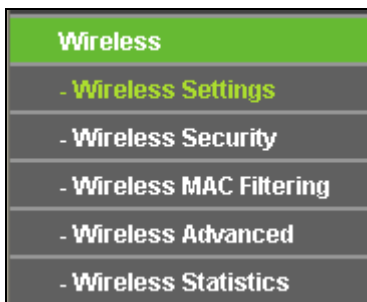 Wireless
- Wireless Settings
- Wireless Security
- Wireless MAC Filtering
- Wireless Advanced
- Wireless Statistics